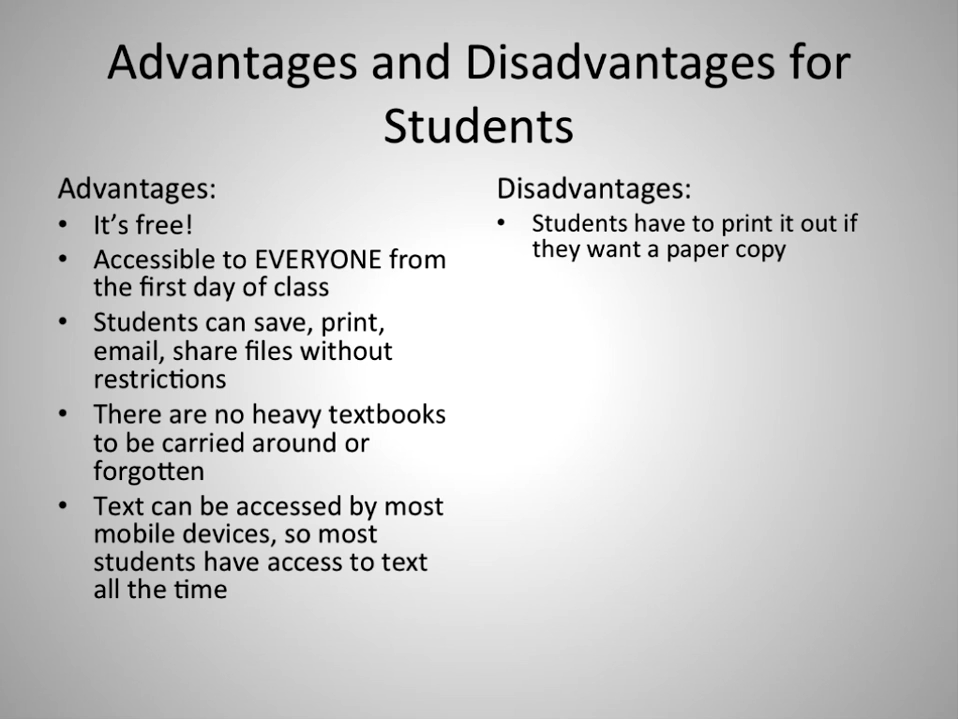 Advantages and Disadvantages for
Students
Advantages:
• It’s free!
• Accessible to EVERYONE from
the first day of class
• Students can save, print,
email, share files without
restrictions
• There are no heavy textbooks
to be carried around or
forgotten
• Text can be accessed by most
mobile devices, so most
students have access to text
all the time
Disadvantages:
• Students have to print it out if
they want a paper copy